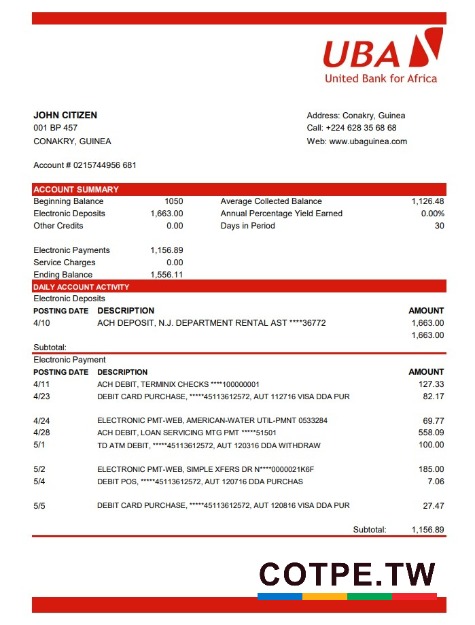 UBA
United Bank for Africa
JOHN CITIZEN
001 BP 457
CONAKRY, GUINEA
Address: Conakry, Guinea
Call: +224 628 35 68 68
Web: www.ubaguinea.com
Account # 0215744956 681
ACCOUNT SUMMARY
Beginning Balance 1050 Average Collected Balance 1,126.48
Electronic Deposits 1,663.00 Annual Percentage Yield Earned 0.00%
Other Credits 0.00 Days in Period 30
Electronic Payments 1,156.89
Service Charges 0.00
Ending Balance 1,556.11
DAILY ACCOUNT ACTIVITY
Electronic Deposits
POSTING DATE DESCRIPTION AMOUNT
4/10 ACH DEPOSIT, N.J. DEPARTMENT RENTAL AST ****36772 1,663.00
1,663.00
Subtotal:
Electronic Payment
POSTING DATE DESCRIPTION AMOUNT
4/11 ACH DEBIT, TERMINIX CHECKS ****100000001 127.33
4/23 DEBIT CARD PURCHASE, *****45113612572, AUT 112716 VISA DDA PUR 82.17
4/24 ELECTRONIC PMT-WEB, AMERICAN-WATER UTIL-PMNT 0533284 69.77
4/28 ACH DEBIT, LOAN SERVICING MTG PMT *****51501 558.09
5/1 TD ATM DEBIT, *****45113612572, AUT 120316 DDA WITHDRAW 100.00
5/2 ELECTRONIC PMT-WEB, SIMPLE XFERS DR N****0000021K6F 185.00
5/4 DEBIT POS, *****45113612572, AUT 120716 DDA PURCHAS 7.06
5/5 DEBIT CARD PURCHASE, *****45113612572, AUT 120816 VISA DDA PUR 27.47
Subtotal: 1,156.89
COTPE.TW